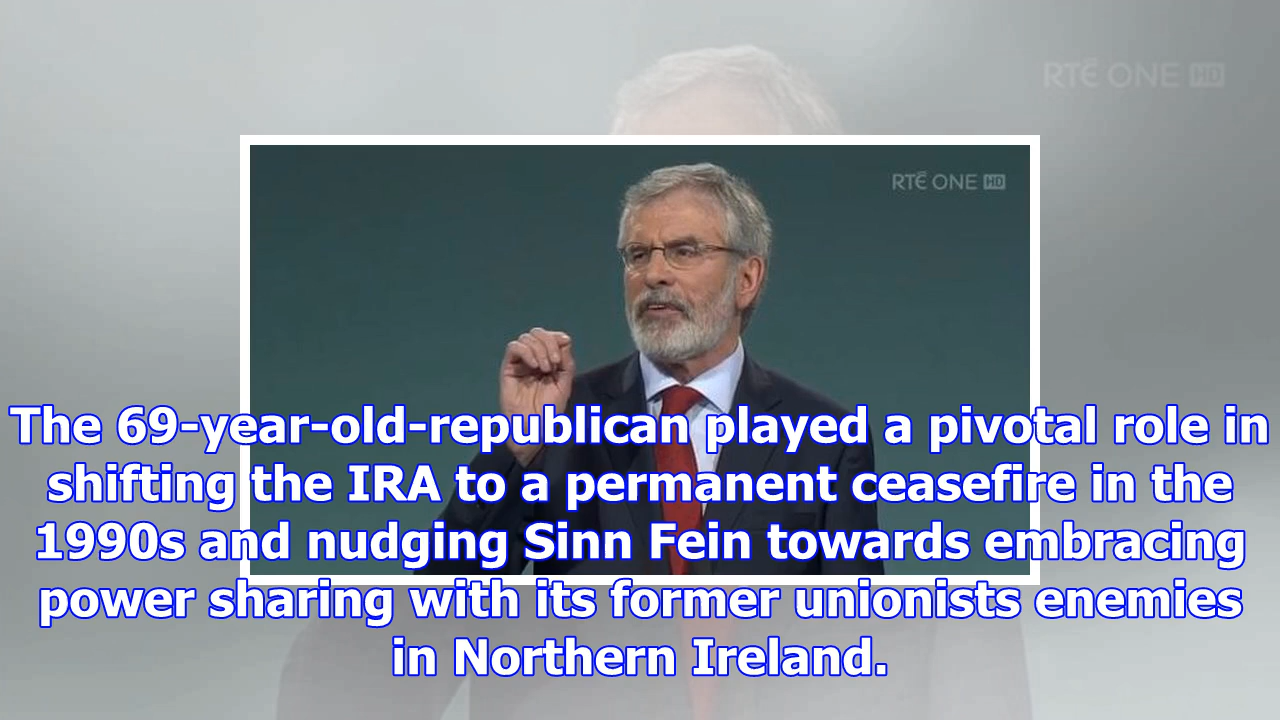 RTÉ ONE HD
RTÉ ONE HD
The 69-year-old-republican played a pivotal role in
shifting the IRA to a permanent ceasefire in the
1990s and nudging Sinn Fein towards embracing
power sharing with its former unionists enemies
in Northern Ireland.